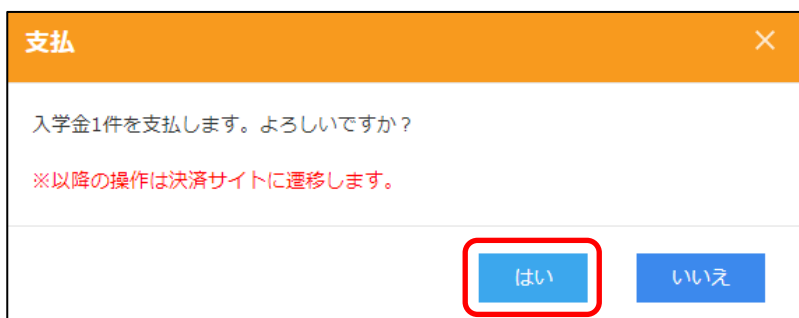 支払
入学金1件を支払します。よろしいですか？
※以降の操作は決済サイトに遷移します。
はい いいえ